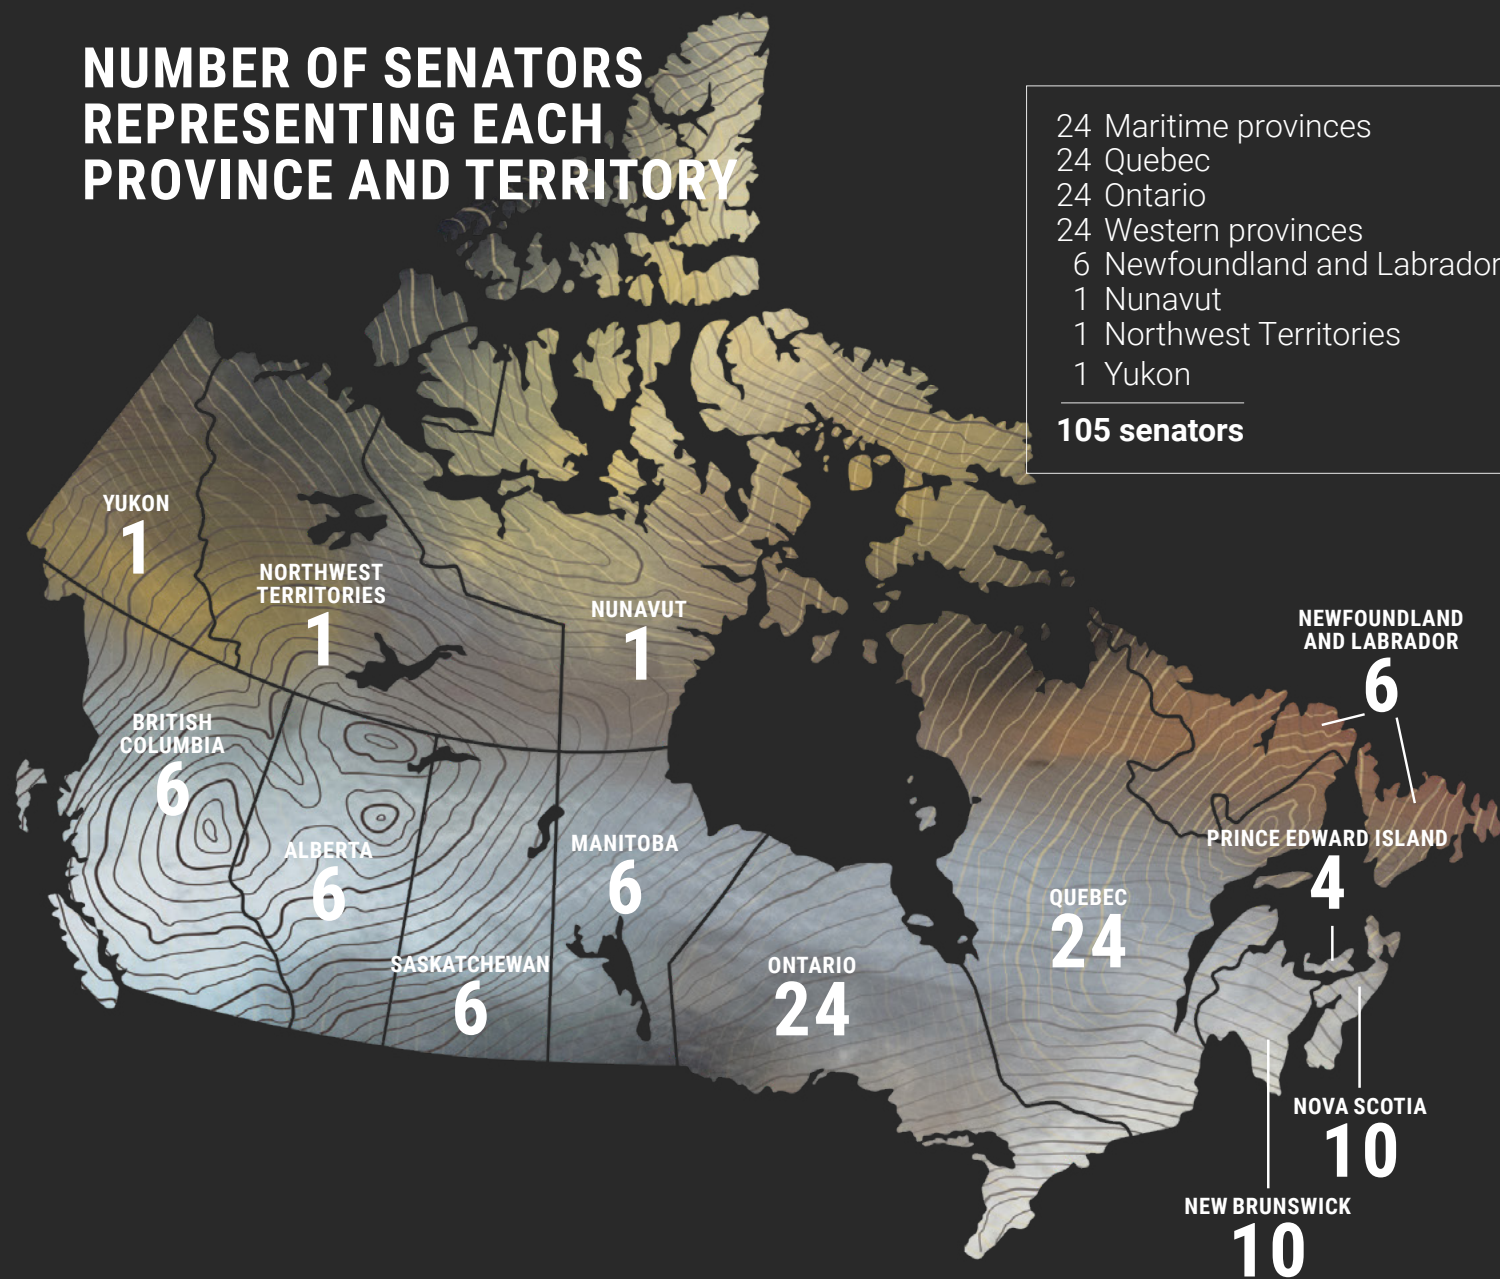 NUMBER OF SENATORS
REPRESENTING EACH
PROVINCE AND TERRITORY
24 Maritime provinces
24 Quebec
24 Ontario
24 Western provinces
6 Newfoundland and Labrador
1 Nunavut
1 Northwest Territories
1 Yukon
105 senators
YUKON
1
NORTHWEST
TERRITORIES
1
NUNAVUT
1
NEWFOUNDLAND
AND LABRADOR
6
BRITISH
COLUMBIA
6
ALBERTA
6
SASKATCHEWAN
6
MANITOBA
6
ONTARIO
24
QUEBEC
24
PRINCE EDWARD ISLAND
4
NOVA SCOTIA
10
NEW BRUNSWICK
10